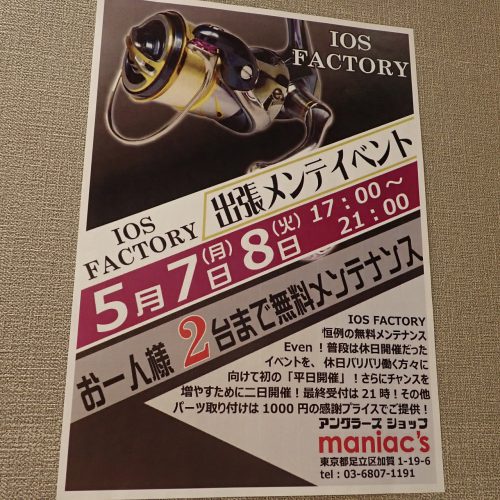 IOS
FACTORY
IOS
FACTORY
出張メンテイベント
5月7日(月)8日(火)17:00～
21:00
お一人様2台まで無料メンテナンス
IOS FACTORY
恒例の無料メンテナンス
Even！普段は休日開催だった
イベントを、休日バリバリ働く方々に
向けて初の「平日開催」！さらにチャンスを
増やすために二日開催！最終受付は21時！その他
パーツ取り付けは1000円の感謝プライスでご提供！
アングラーズ ショップ
maniac's
東京都足立区加賀 1-19-6
tel：03-6807-1191